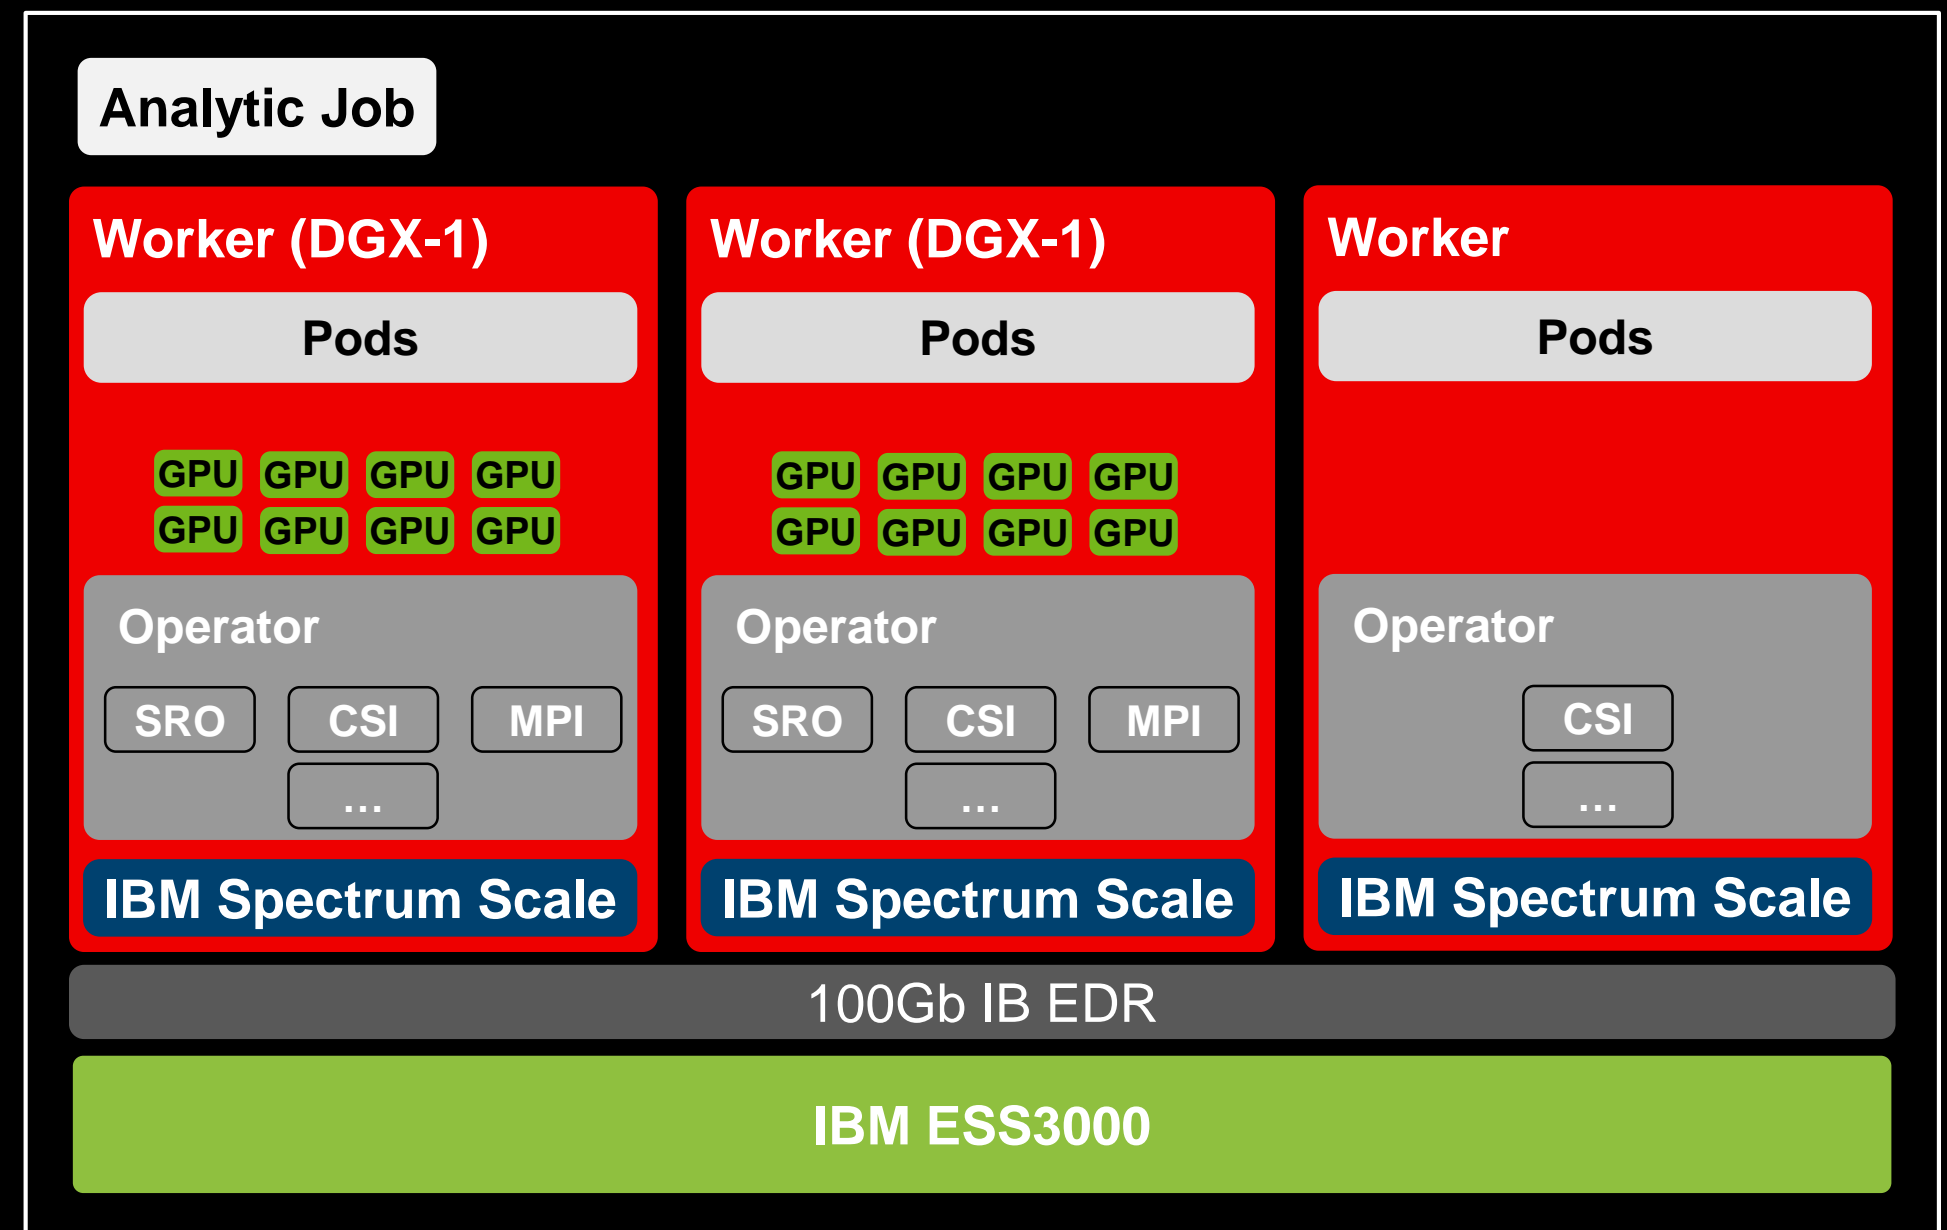 Analytic Job
Worker (DGX-1)
Pods
GPU GPU GPU GPU
GPU GPU GPU GPU
Operator
SRO CSI MPI
...
IBM Spectrum Scale
Worker (DGX-1)
Pods
GPU GPU GPU GPU
GPU GPU GPU GPU
Operator
SRO CSI MPI
...
IBM Spectrum Scale
Worker
Pods
Operator
CSI
...
IBM Spectrum Scale
100Gb IB EDR
IBM ESS3000